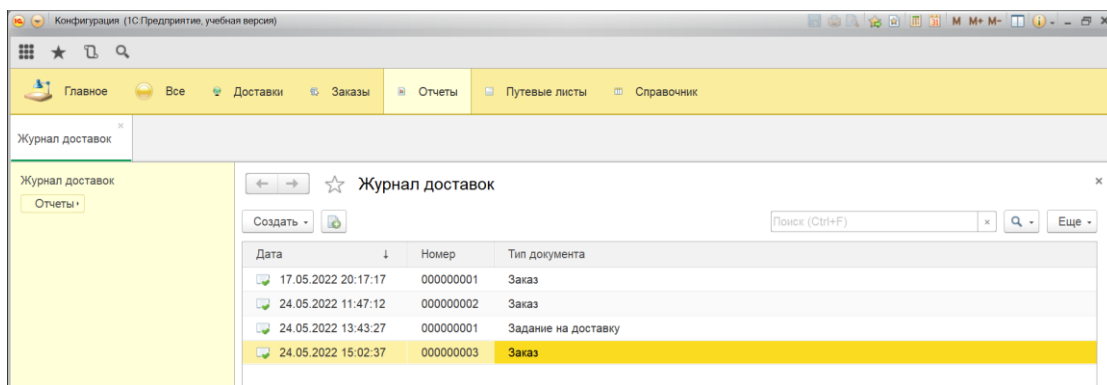 Конфигурация (1С:Предприятие, учебная версия)
M M+ M-
Главное Все Доставки Заказы Отчеты Путевые листы Справочник
Журнал доставок
Журнал доставок
Отчеты
Журнал доставок
Создать Поиск (Ctrl+F) Еще
Дата Номер Тип документа
17.05.2022 20:17:17 000000001 Заказ
24.05.2022 11:47:12 000000002 Заказ
24.05.2022 13:43:27 000000001 Задание на доставку
24.05.2022 15:02:37 000000003 Заказ